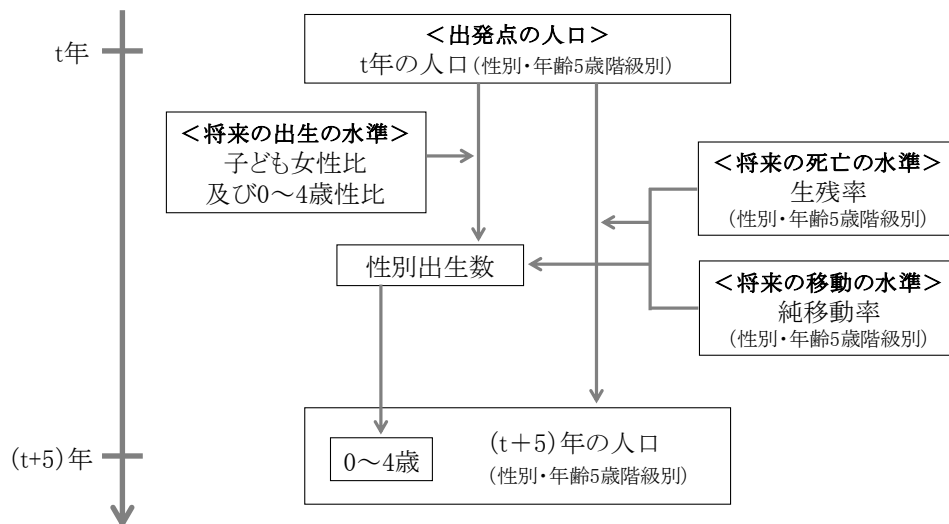 t年
＜出発点の人口＞
t年の人口(性別・年齢5歳階級別)
＜将来の出生の水準＞
子ども女性比
及び0～4歳性比
＜将来の死亡の水準＞
生残率
(性別・年齢5歳階級別)
性別出生数
＜将来の移動の水準＞
純移動率
(性別・年齢5歳階級別)
(t+5)年
0～4歳
(t＋5)年の人口
(性別・年齢5歳階級別)